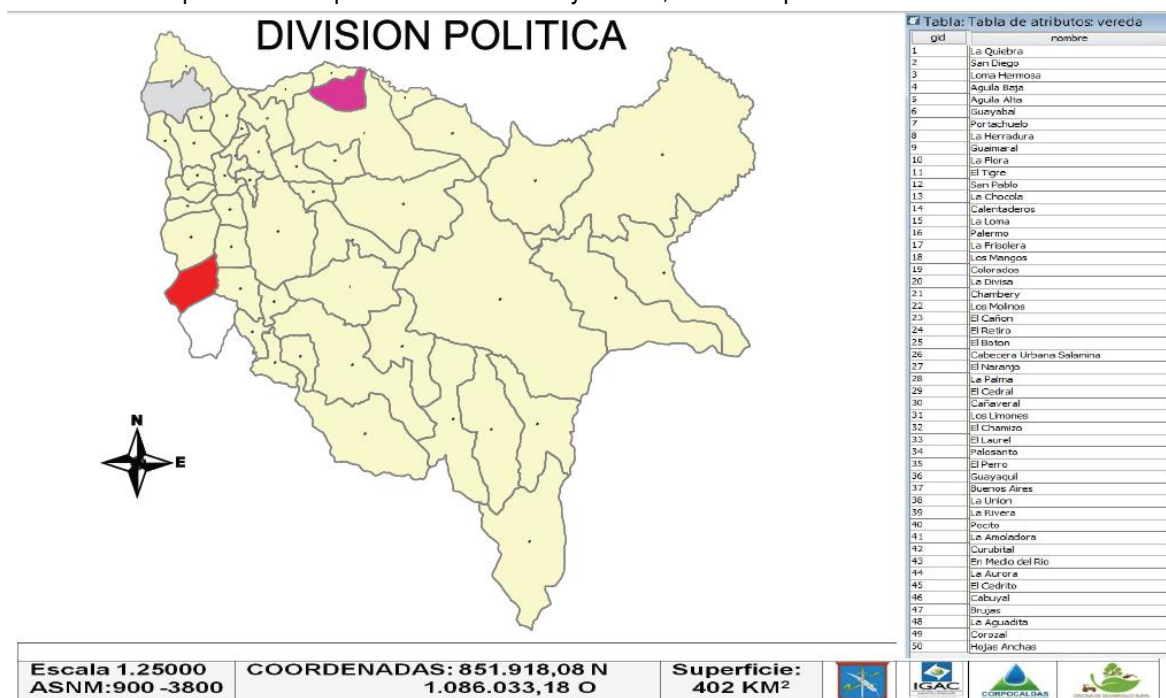 DIVISION POLITICA
Tabla: Tabla de atributos: vereda
gid nombre
1 La Quiebra
2 San Diego
3 Loma Hermosa
4 Aguila Baja
5 Aguila Alta
6 Guayabal
7 Portachuelo
8 La Herradura
9 Guaimaral
10 La Flora
11 El Tigre
12 San Pablo
13 La Chocola
14 Calentaderos
15 La Loma
16 Palermo
17 La Frisolera
18 Los Mangos
19 Colorados
20 La Divisa
21 Chambery
22 Los Molinos
23 El Cañon
24 El Retiro
25 El Boton
26 Cabecera Urbana Salamina
27 El Naranjo
28 La Palma
29 El Cedral
30 Cañaveral
31 Los Limones
32 El Chamizo
33 El Laurel
34 Palosanto
35 El Perro
36 Guayaquil
37 Buenos Aires
38 La Union
39 La Rivera
40 Pocito
41 La Amoladora
42 Curubital
43 En Medio del Rio
44 La Aurora
45 El Cedrito
46 Cabuyal
47 Brujas
48 La Aguadita
49 Corozal
50 Hojas Anchas
N
E
Escala 1.25000
ASNM:900 -3800
COORDENADAS: 851.918,08 N
1.086.033,18 O
Superficie:
402 KM²
IGAC
CORPOCALDAS